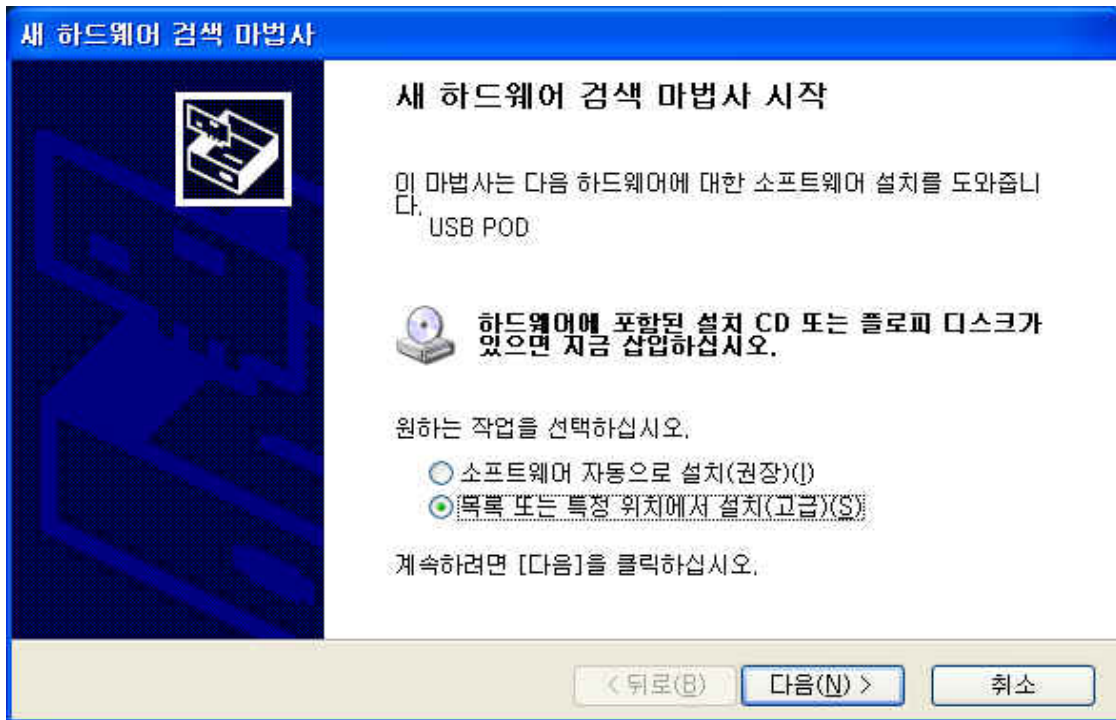 새 하드웨어 검색 마법사
새 하드웨어 검색 마법사 시작
이 마법사는 다음 하드웨어에 대한 소프트웨어 설치를 도와줍니
다.
USB POD
하드웨어에 포함된 설치 CD 또는 플로피 디스크가
있으면 지금 삽입하십시오.
원하는 작업을 선택하십시오.
소프트웨어 자동으로 설치(권장)(I)
목록 또는 특정 위치에서 설치(고급)(S)
계속하려면 [다음]을 클릭하십시오.
< 뒤로(B) 다음(N) > 취소